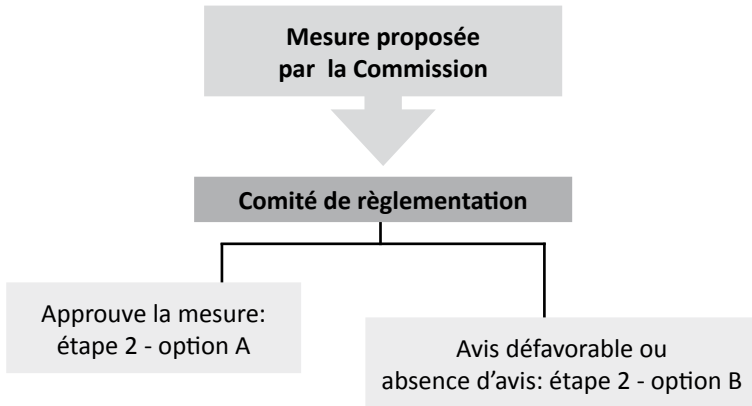 Mesure proposée
par la Commission
Comité de règlementation
Approuve la mesure:
étape 2 - option A
Avis défavorable ou
absence d'avis: étape 2 - option B